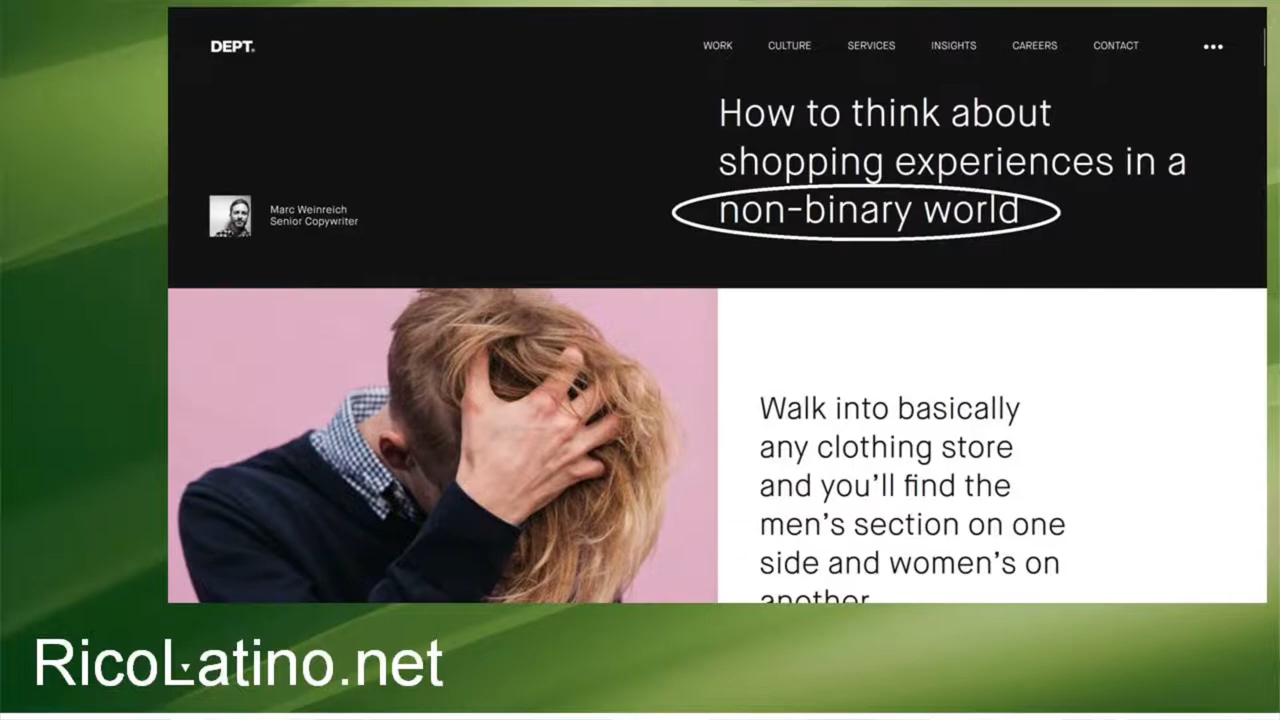 DEPT.
WORK CULTURE SERVICES INSIGHTS CAREERS CONTACT
How to think about
shopping experiences in a
non-binary world
Marc Weinreich
Senior Copywriter
Walk into basically
any clothing store
and you’ll find the
men’s section on one
side and women’s on
another
RicoLatino.net